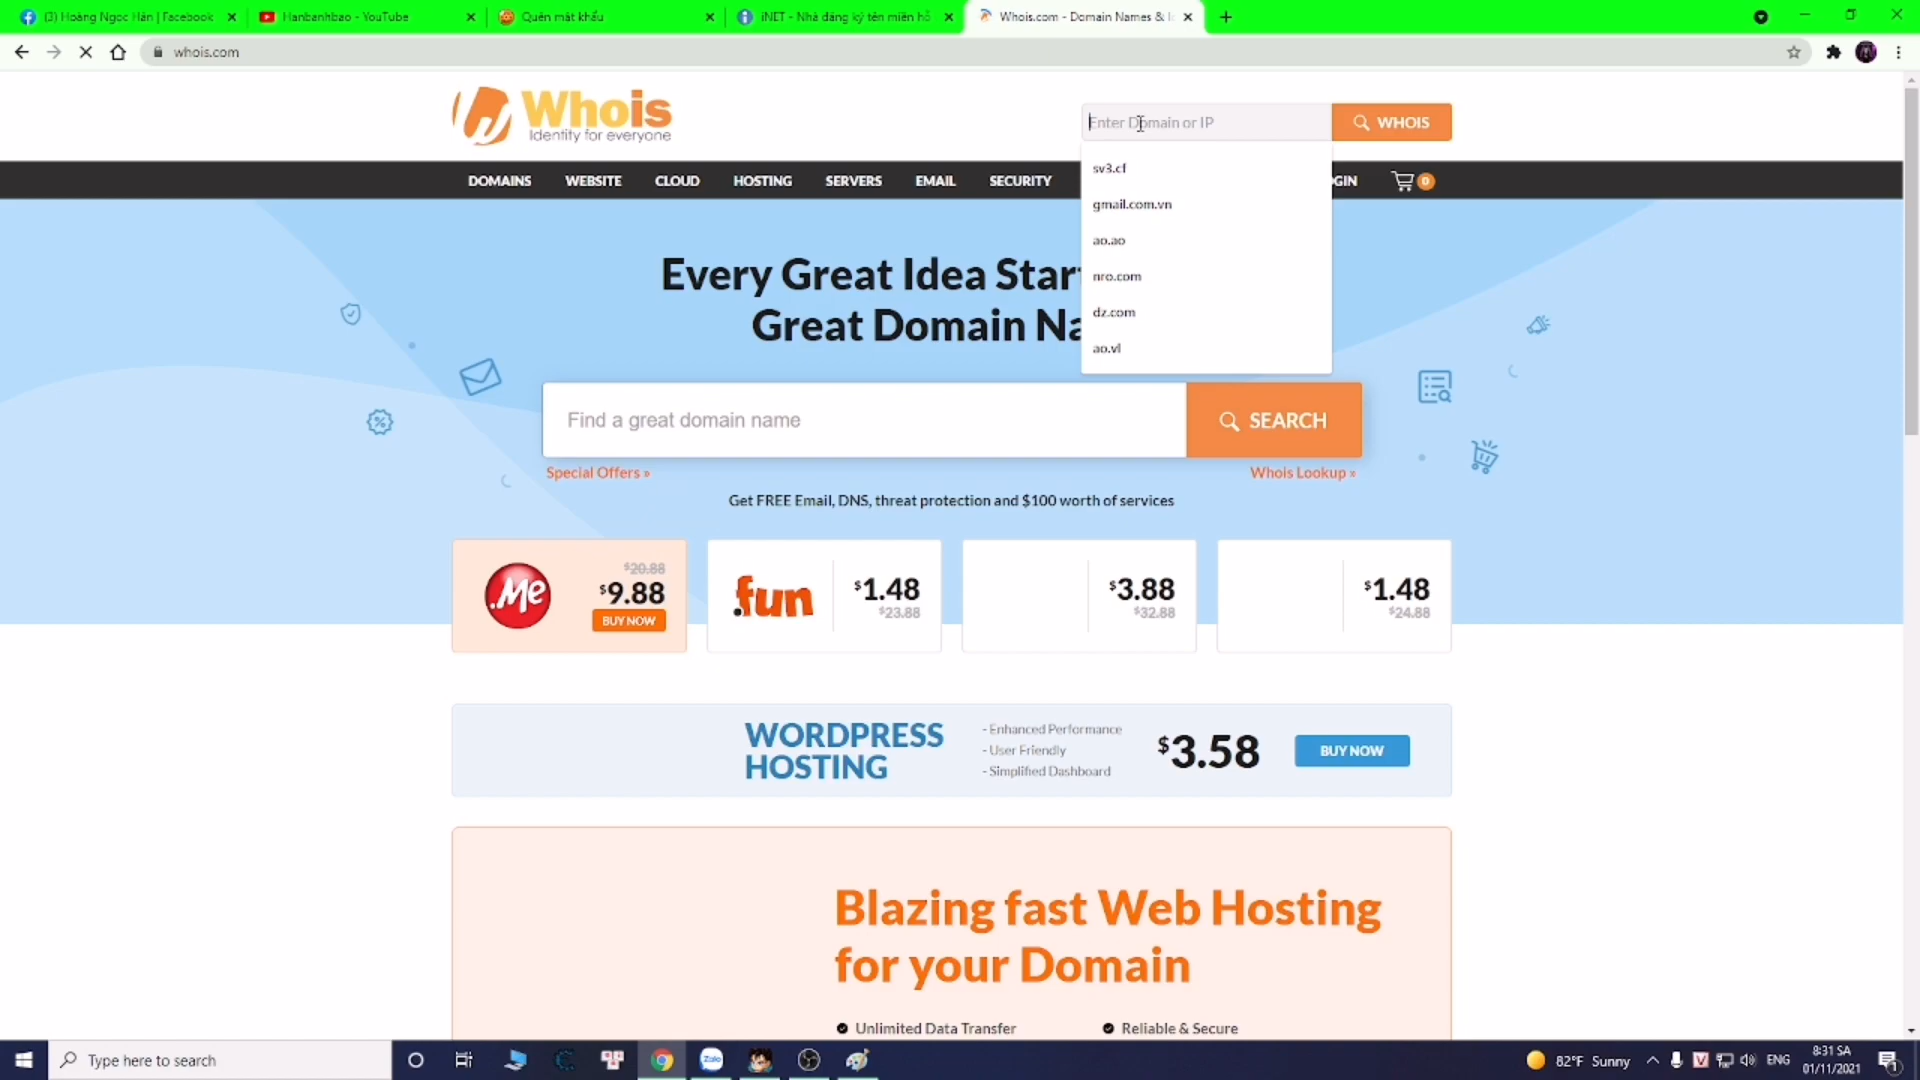 (3) Hoàng Ngọc Hân | Facebook
Hanbanhbao - YouTube
Quên mật khẩu
iNET - Nhà đăng ký tên miền hỗ
Whois.com - Domain Names & I
whois.com
Whois
Identity for everyone
Enter Domain or IP
WHOIS
sv3.cf
gmail.com.vn
ao.ao
nro.com
dz.com
ao.vl
DOMAINS
WEBSITE
CLOUD
HOSTING
SERVERS
EMAIL
SECURITY
GIN
0
Every Great Idea Star
Great Domain Na
Find a great domain name
SEARCH
Special Offers »
Whois Lookup »
Get FREE Email, DNS, threat protection and $100 worth of services
.Me
$20.88
$9.88
BUY NOW
.fun
$1.48
$23.88
$3.88
$32.88
$1.48
$24.88
WORDPRESS
HOSTING
- Enhanced Performance
- User Friendly
- Simplified Dashboard
$3.58
BUY NOW
Blazing fast Web Hosting
for your Domain
Unlimited Data Transfer
Reliable & Secure
Type here to search
Zalo
82°F Sunny
V
ENG
8:31 SA
01/11/2021
1